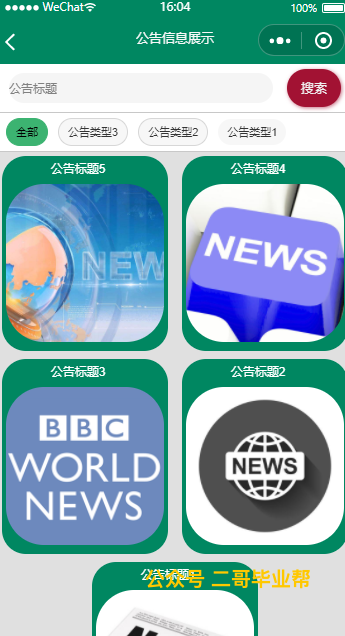 WeChat 16:04 100%
公告信息展示
公告标题 搜索
全部 公告类型3 公告类型2 公告类型1
公告标题5 公告标题4
NEW NEWS
公告标题3 公告标题2
BBC
WORLD
NEWS
NEWS
公告标题
公众号 二哥毕业帮